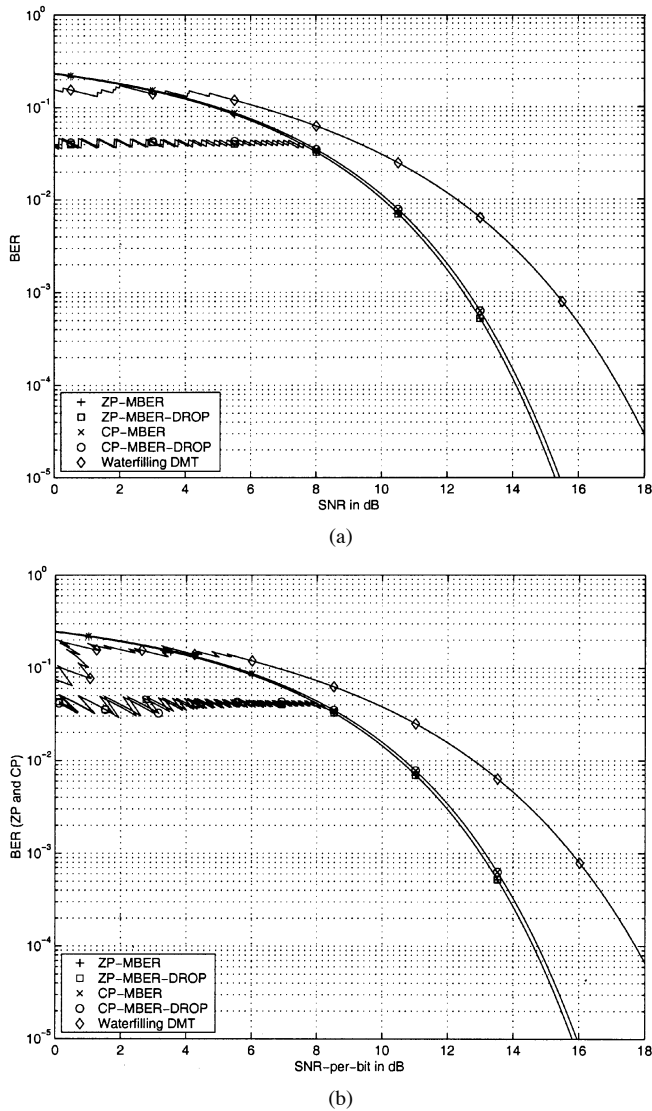 10^0
10^-1
10^-2
10^-3
10^-4
10^-5
BER
ZP-MBER
ZP-MBER-DROP
CP-MBER
CP-MBER-DROP
Waterfilling DMT
0 2 4 6 8 10 12 14 16 18
SNR in dB
(a)
10^0
10^-1
10^-2
10^-3
10^-4
10^-5
BER (ZP and CP)
ZP-MBER
ZP-MBER-DROP
CP-MBER
CP-MBER-DROP
Waterfilling DMT
0 2 4 6 8 10 12 14 16 18
SNR-per-bit in dB
(b)